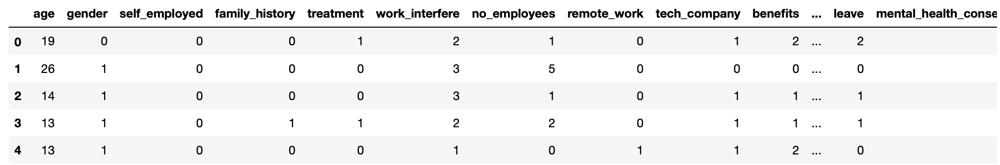 age gender self_employed family_history treatment work_interfere no_employees remote_work tech_company benefits ... leave mental_health_conse
0 19 0 0 0 1 2 1 0 1 2 ... 2
1 26 1 0 0 0 3 5 0 0 0 ... 0
2 14 1 0 0 0 3 1 0 1 1 ... 1
3 13 1 0 1 1 2 2 0 1 1 ... 1
4 13 1 0 0 0 1 0 1 1 2 ... 0